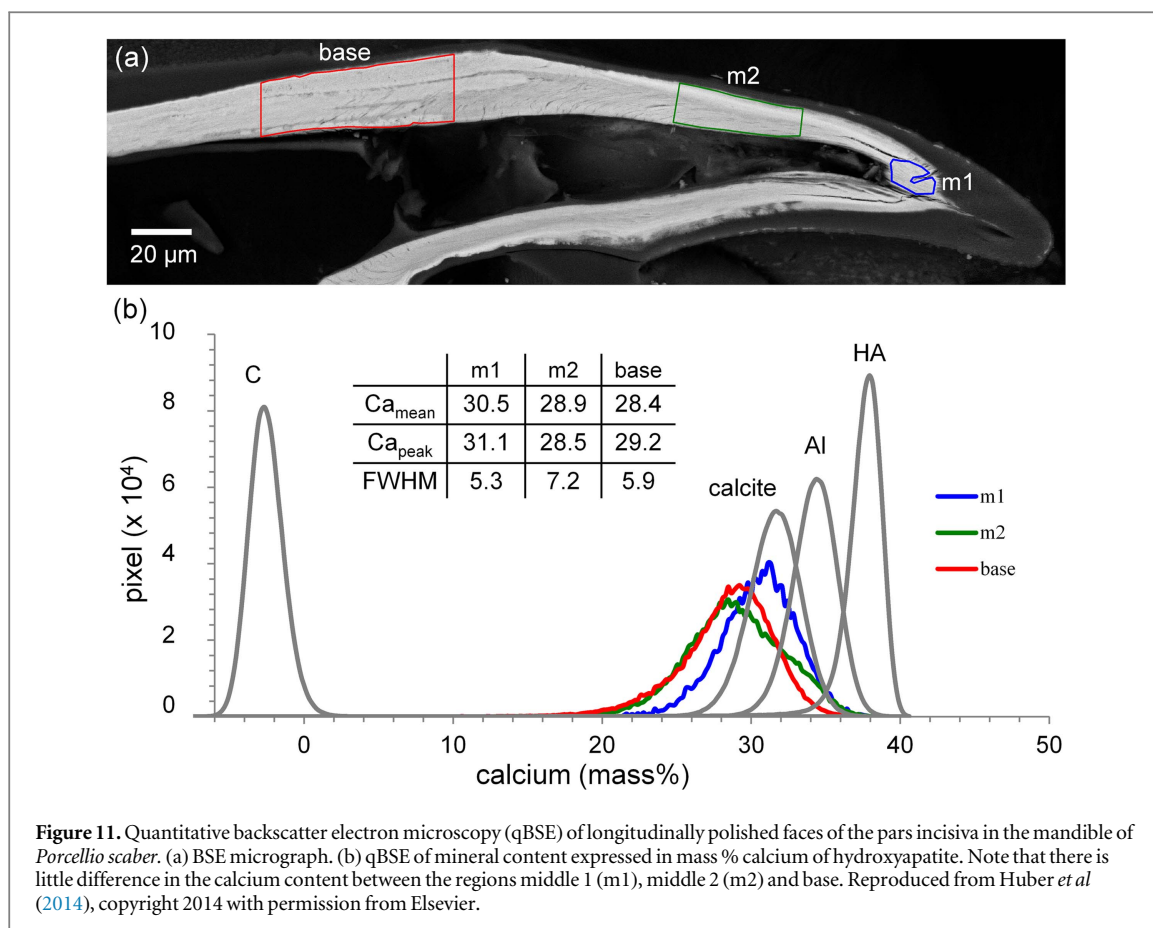 (a)
base
m2
m1
20 µm
(b)
10
8
6
4
2
0
pixel (x 10⁴)
C
m1 m2 base
Ca_mean 30.5 28.9 28.4
Ca_peak 31.1 28.5 29.2
FWHM 5.3 7.2 5.9
calcite
Al
HA
m1
m2
base
0 10 20 30 40 50
calcium (mass%)
Figure 11. Quantitative backscatter electron microscopy (qBSE) of longitudinally polished faces of the pars incisiva in the mandible of
Porcellio scaber. (a) BSE micrograph. (b) qBSE of mineral content expressed in mass % calcium of hydroxyapatite. Note that there is
little difference in the calcium content between the regions middle 1 (m1), middle 2 (m2) and base. Reproduced from Huber et al
(2014), copyright 2014 with permission from Elsevier.